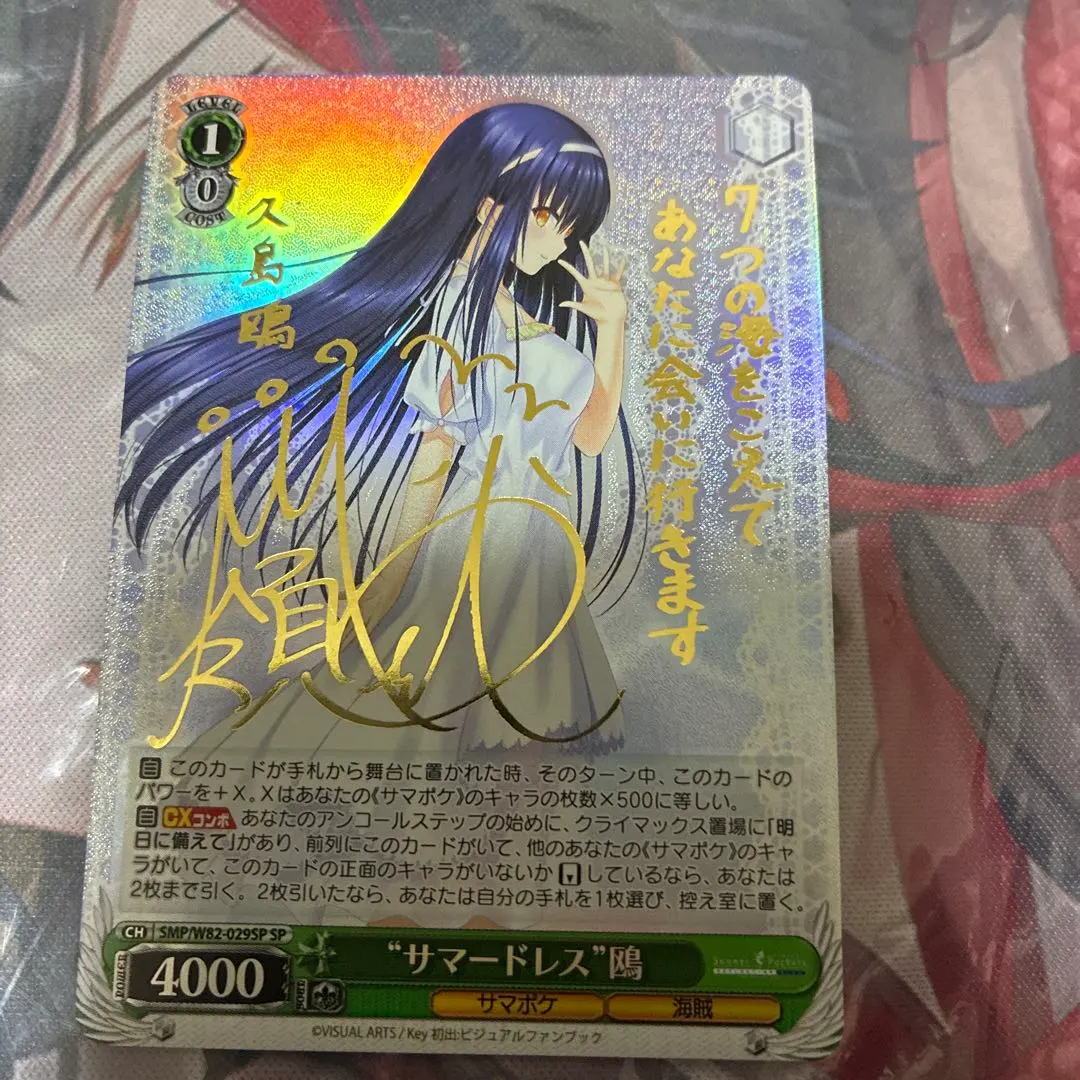 LEVEL
1
0
COST
久島鴎
7つの海をこえて
あなたに会いに行きます
自 このカードが手札から舞台に置かれた時、そのターン中、このカードの
パワーを＋X。Xはあなたの《サマポケ》のキャラの枚数×500に等しい。
自 CXコンボ あなたのアンコールステップの始めに、クライマックス置場に「明
日に備えて」があり、前列にこのカードがいて、他のあなたの《サマポケ》のキャ
ラがいて、このカードの正面のキャラがいないかしているなら、あなたは
2枚まで引く。2枚引いたなら、あなたは自分の手札を1枚選び、控え室に置く。
CH SMP/W82-029SP SP
“サマードレス”鴎
Summer Pockets
REFLECTION BLUE
POWER
4000
SOUL
サマポケ
海賊
©VISUAL ARTS / Key 初出:ビジュアルファンブック